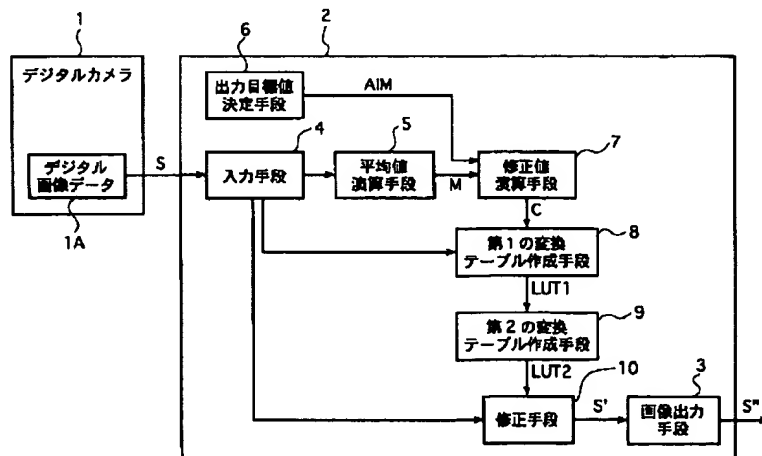 1
2
デジタルカメラ
6
出力目標値
決定手段
AIM
4
5
7
デジタル
画像データ
S
入力手段
平均値
演算手段
M
修正値
演算手段
1A
C
8
第1の変換
テーブル作成手段
LUT1
9
第2の変換
テーブル作成手段
LUT2
10
3
修正手段
S'
画像出力
手段
S"